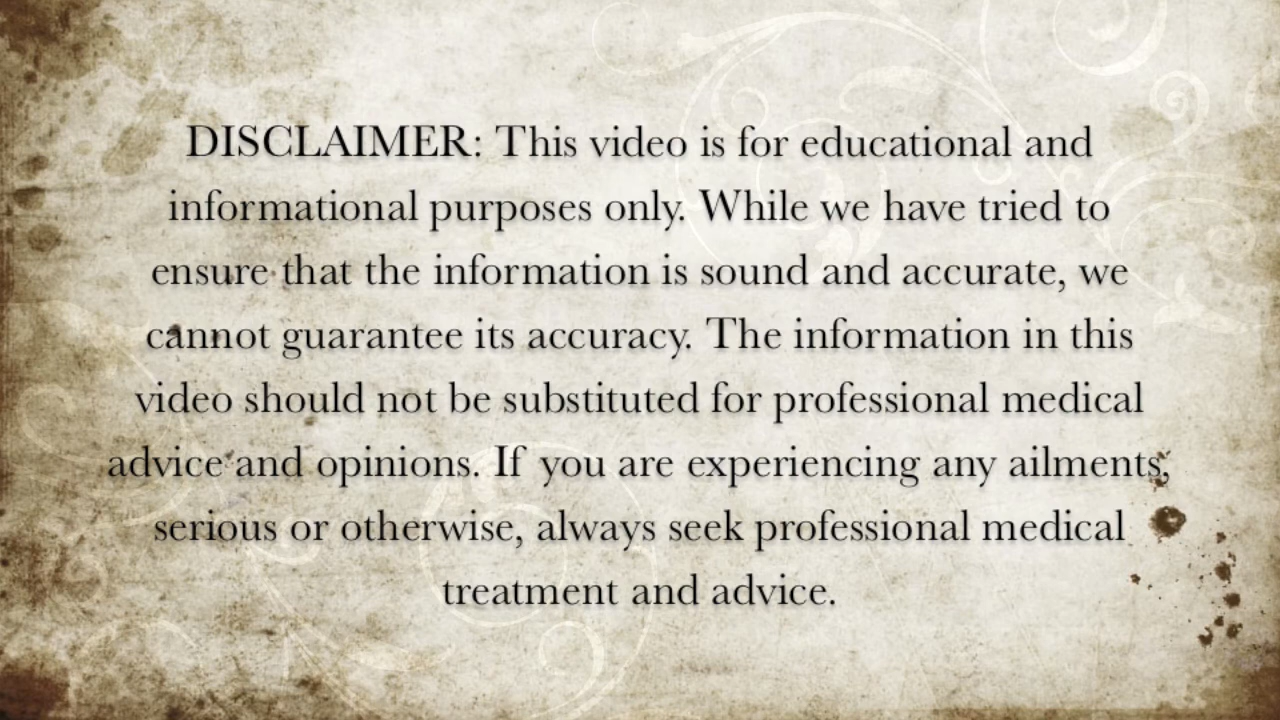 DISCLAIMER: This video is for educational and
informational purposes only. While we have tried to
ensure that the information is sound and accurate, we
cannot guarantee its accuracy. The information in this
video should not be substituted for professional medical
advice and opinions. If you are experiencing any ailments,
serious or otherwise, always seek professional medical
treatment and advice.